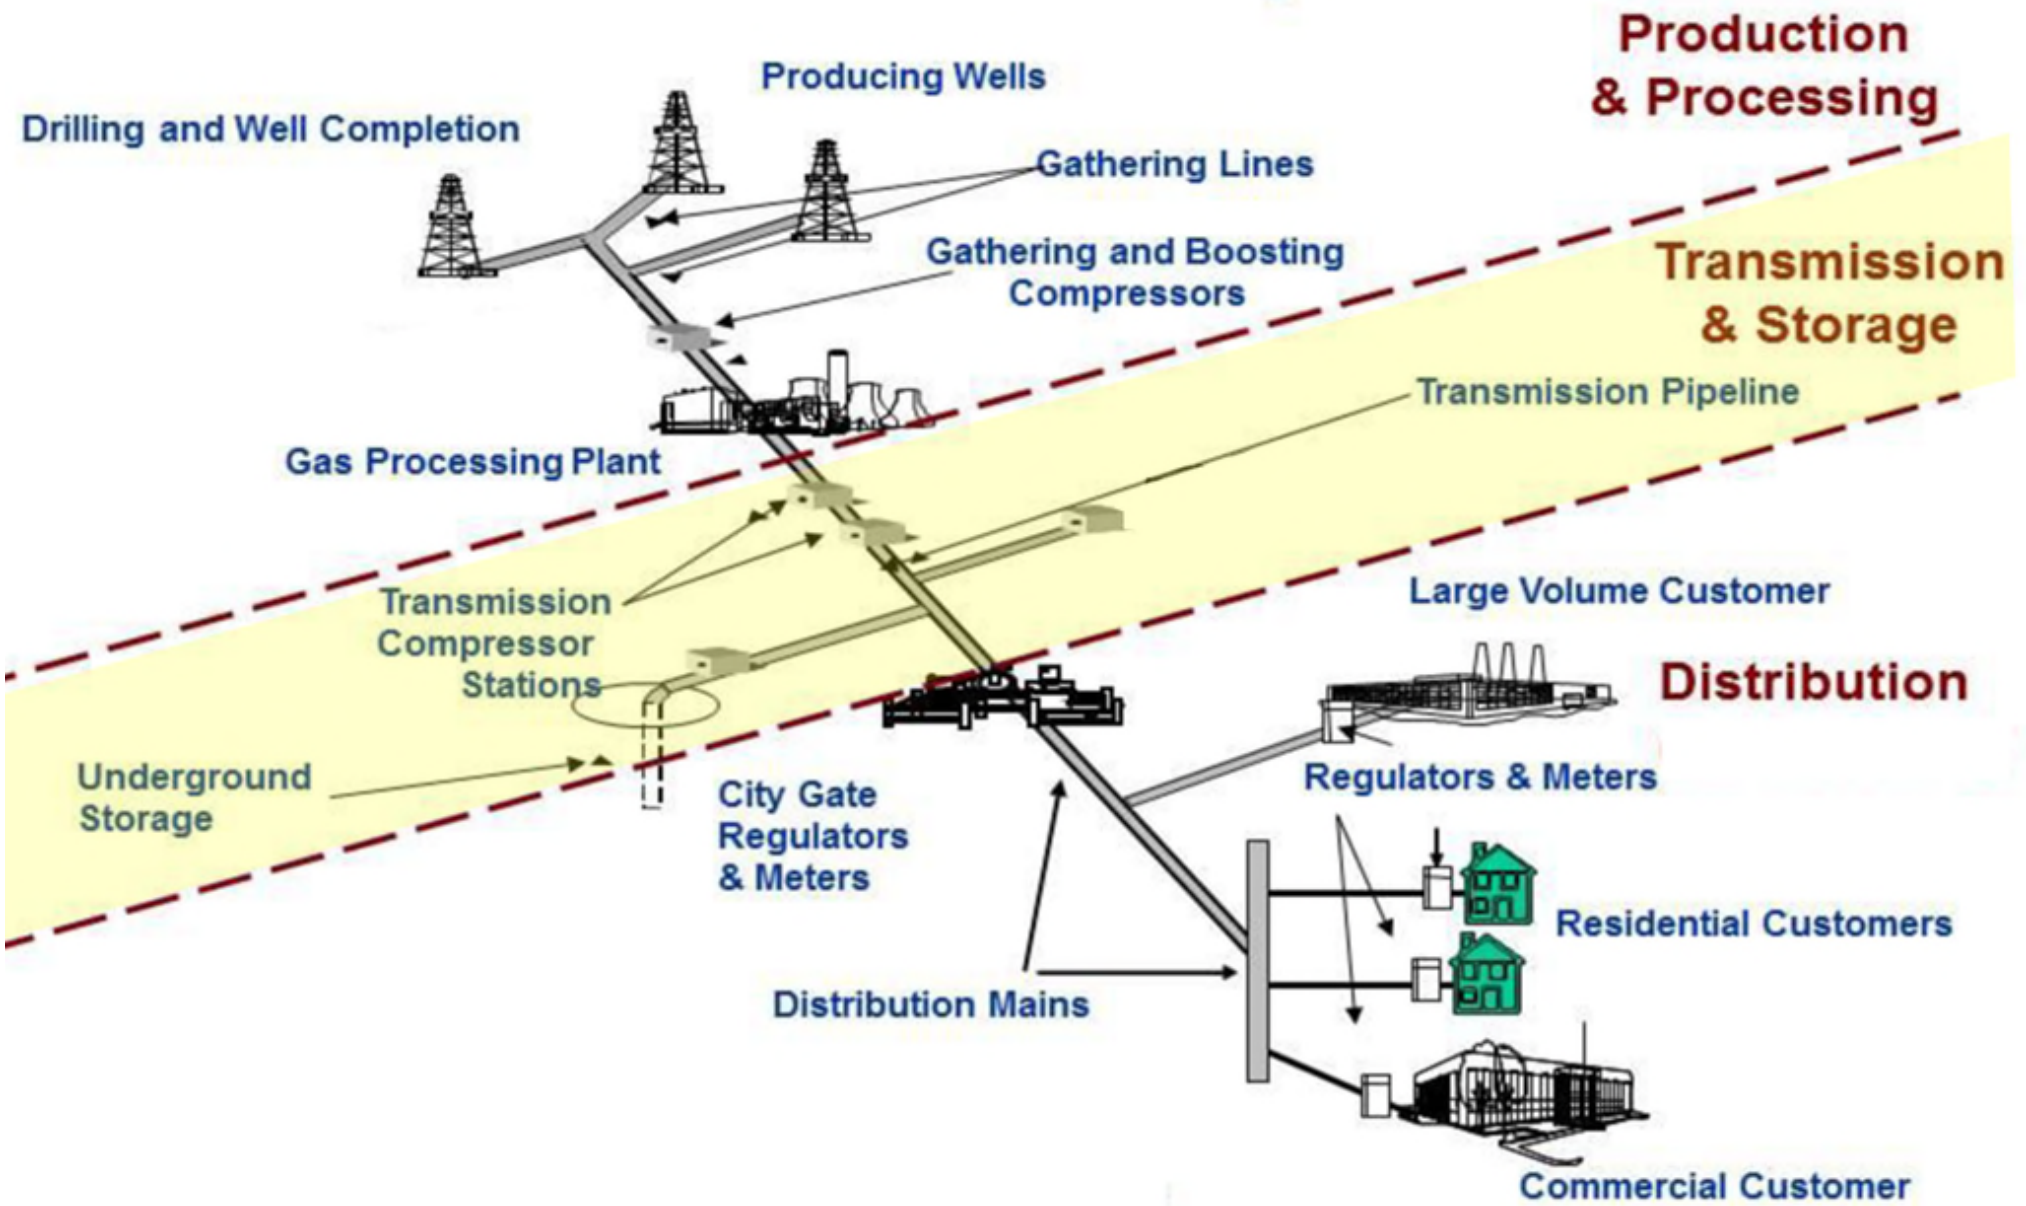 Production
& Processing
Producing Wells
Drilling and Well Completion
Gathering Lines
Gathering and Boosting
Compressors
Transmission
& Storage
Transmission Pipeline
Gas Processing Plant
Transmission
Compressor
Stations
Large Volume Customer
Distribution
Underground
Storage
City Gate
Regulators
& Meters
Regulators & Meters
Residential Customers
Distribution Mains
Commercial Customer